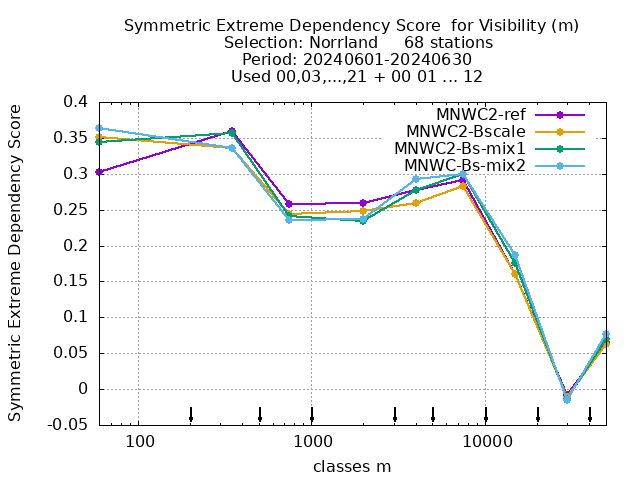 Symmetric Extreme Dependency Score  for Visibility (m)
Selection: Norrland     68 stations
Period: 20240601-20240630
Used 00,03,...,21 + 00 01 ... 12
Symmetric Extreme Dependency Score
0.4
0.35
0.3
0.25
0.2
0.15
0.1
0.05
0
-0.05
MNWC2-ref
MNWC2-Bscale
MNWC2-Bs-mix1
MNWC-Bs-mix2
100
1000
10000
classes m